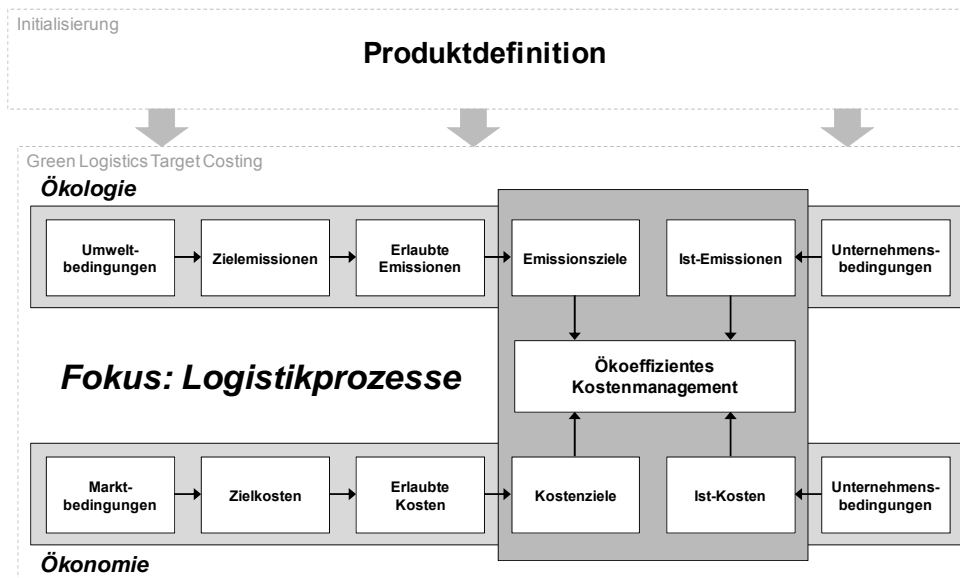 Initialisierung
Produktdefinition
Green Logistics Target Costing
Ökologie
Umwelt-
bedingungen
Zielemissionen
Erlaubte
Emissionen
Emissionsziele
Ist-Emissionen
Unternehmens-
bedingungen
Fokus: Logistikprozesse
Ökoeffizientes
Kostenmanagement
Markt-
bedingungen
Zielkosten
Erlaubte
Kosten
Kostenziele
Ist-Kosten
Unternehmens-
bedingungen
Ökonomie